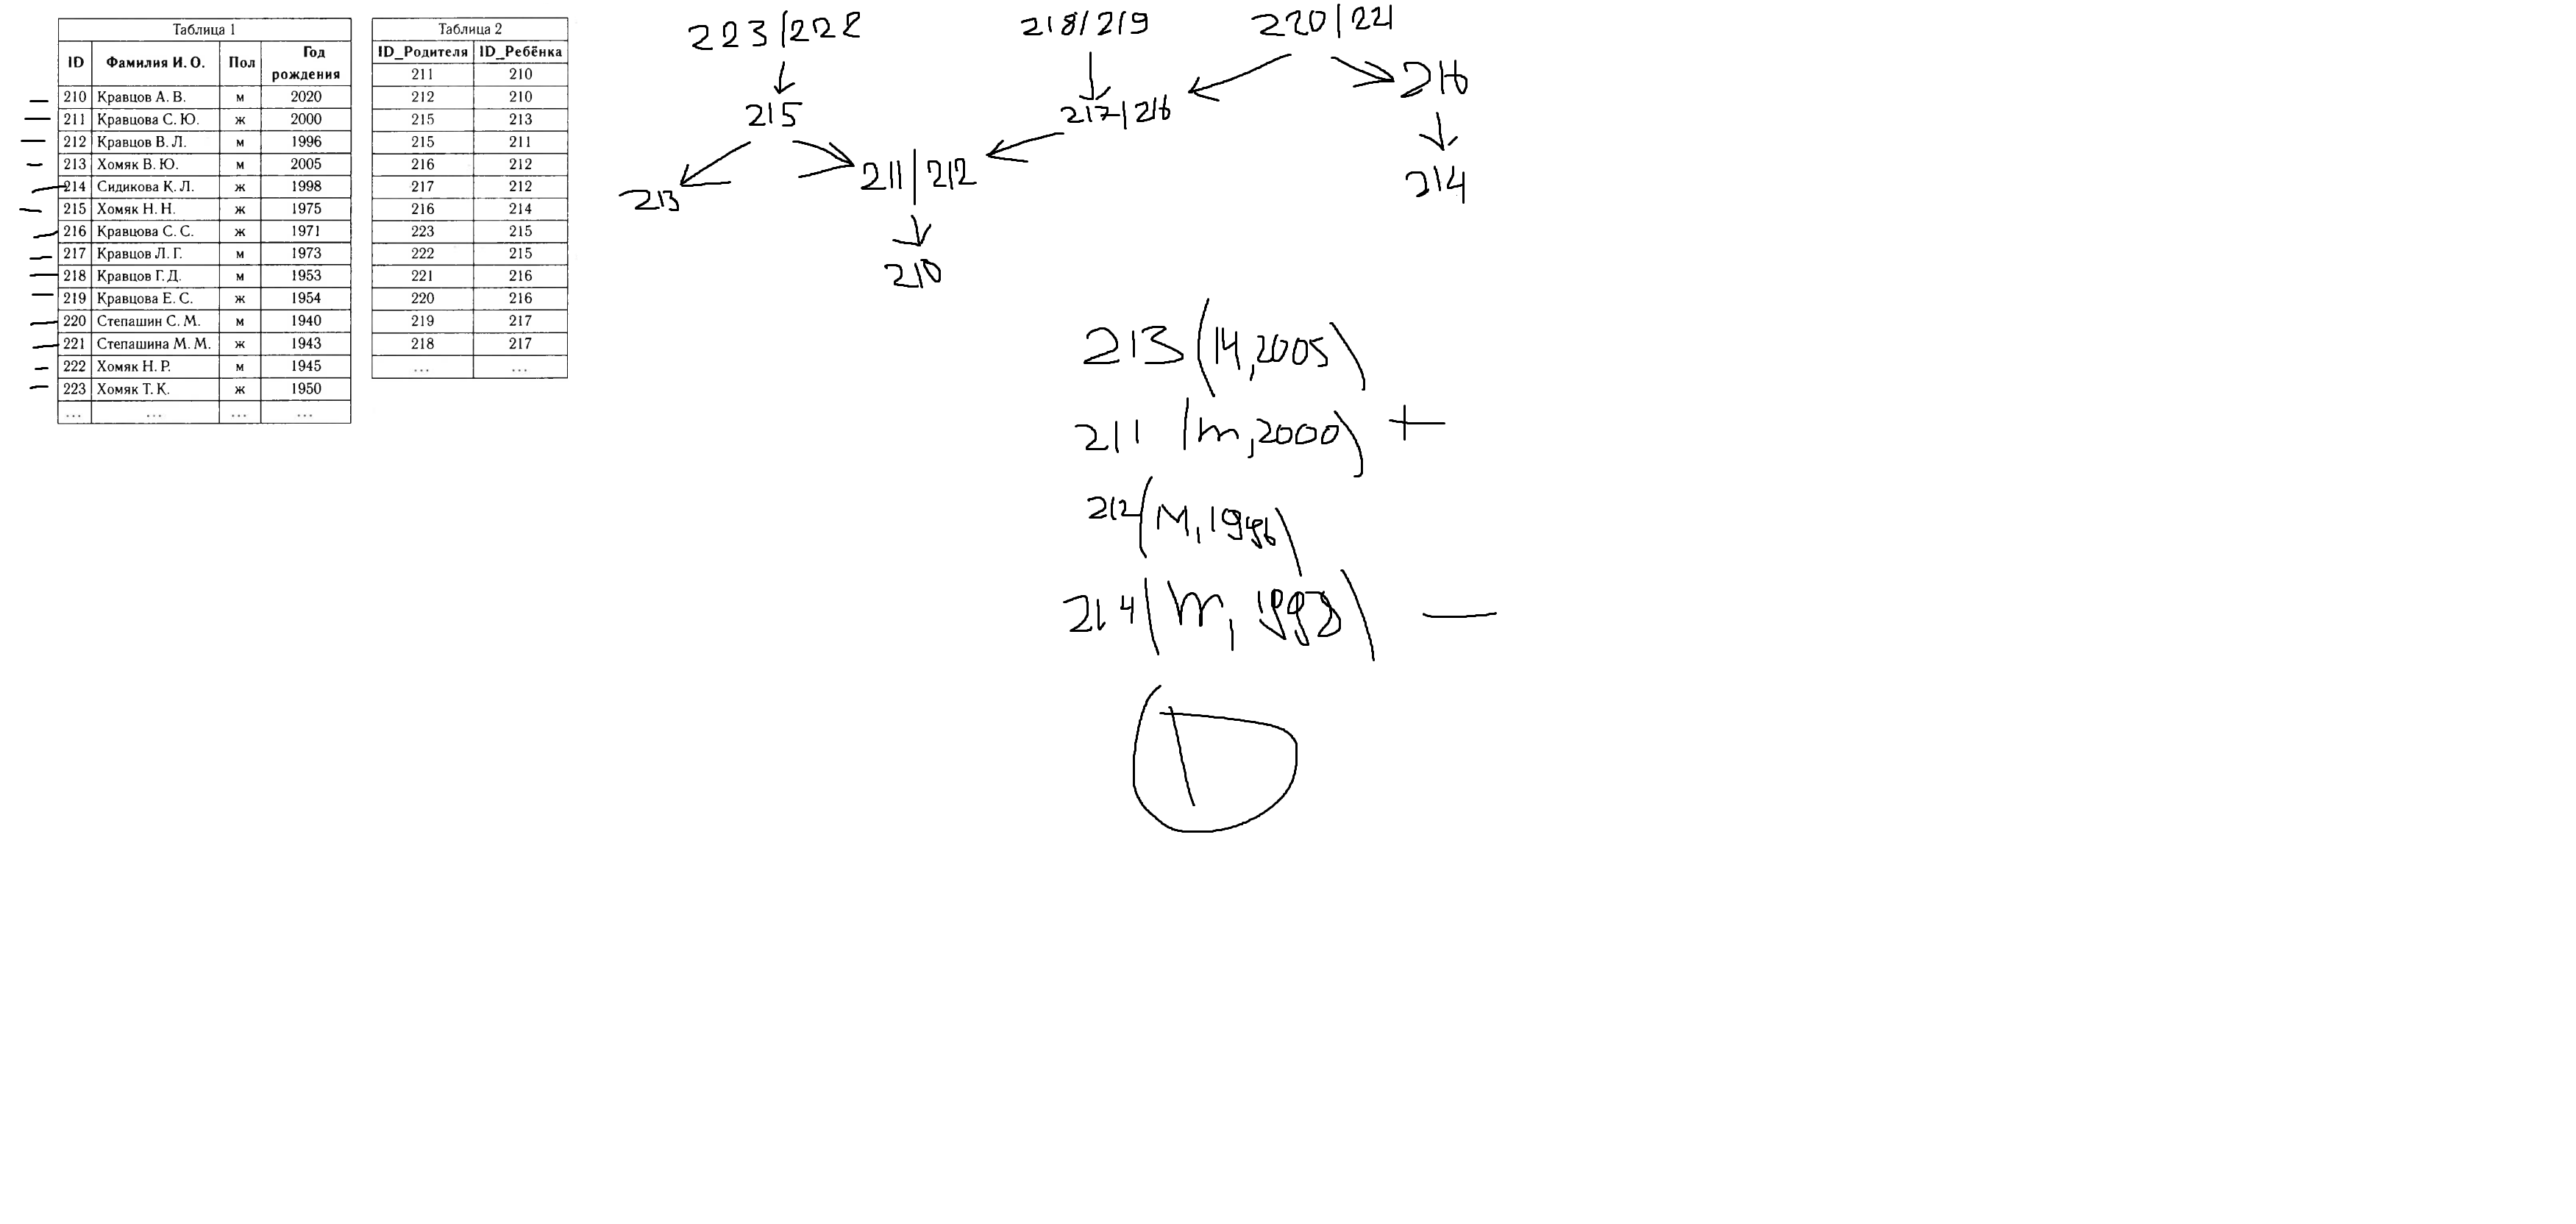 Таблица 1
ID Фамилия И. О. Пол Год рождения
210 Кравцов А. В. м 2020
211 Кравцова С. Ю. ж 2000
212 Кравцов В. Л. м 1996
213 Хомяк В. Ю. м 2005
214 Сидикова К. Л. ж 1998
215 Хомяк Н. Н. ж 1975
216 Кравцова С. С. ж 1971
217 Кравцов Л. Г. м 1973
218 Кравцов Г. Д. м 1953
219 Кравцова Е. С. ж 1954
220 Степашин С. М. м 1940
221 Степашина М. М. ж 1943
222 Хомяк Н. Р. м 1945
223 Хомяк Т. К. ж 1950
... ... ... ...
Таблица 2
ID_Родителя ID_Ребёнка
211 210
212 210
215 213
215 211
216 212
217 212
216 214
223 215
222 215
221 216
220 216
219 217
218 217
... ...
223/222
218/219
220/221
215
217/216
216
213
211|212
214
210
213 (М, 2005)
211 (m, 2000) +
212 (М, 1996)
214 (m, 1998) —